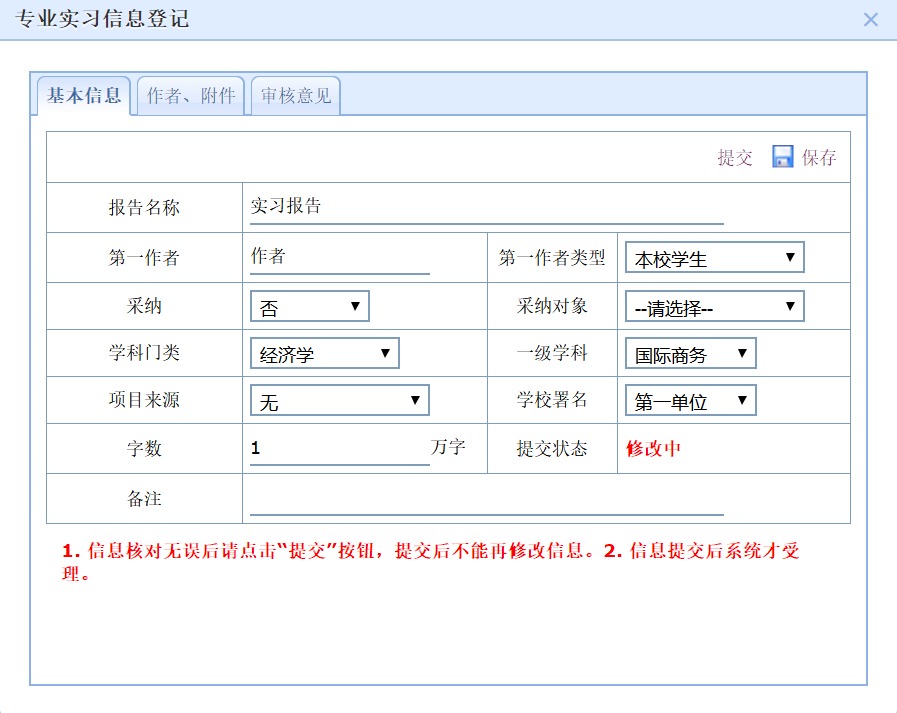 专业实习信息登记
基本信息 作者、附件 审核意见
提交 保存
报告名称 实习报告
第一作者 作者 第一作者类型 本校学生
采纳 否 采纳对象 --请选择--
学科门类 经济学 一级学科 国际商务
项目来源 无 学校署名 第一单位
字数 1 万字 提交状态 修改中
备注
1. 信息核对无误后请点击“提交”按钮，提交后不能再修改信息。2. 信息提交后系统才受
理。